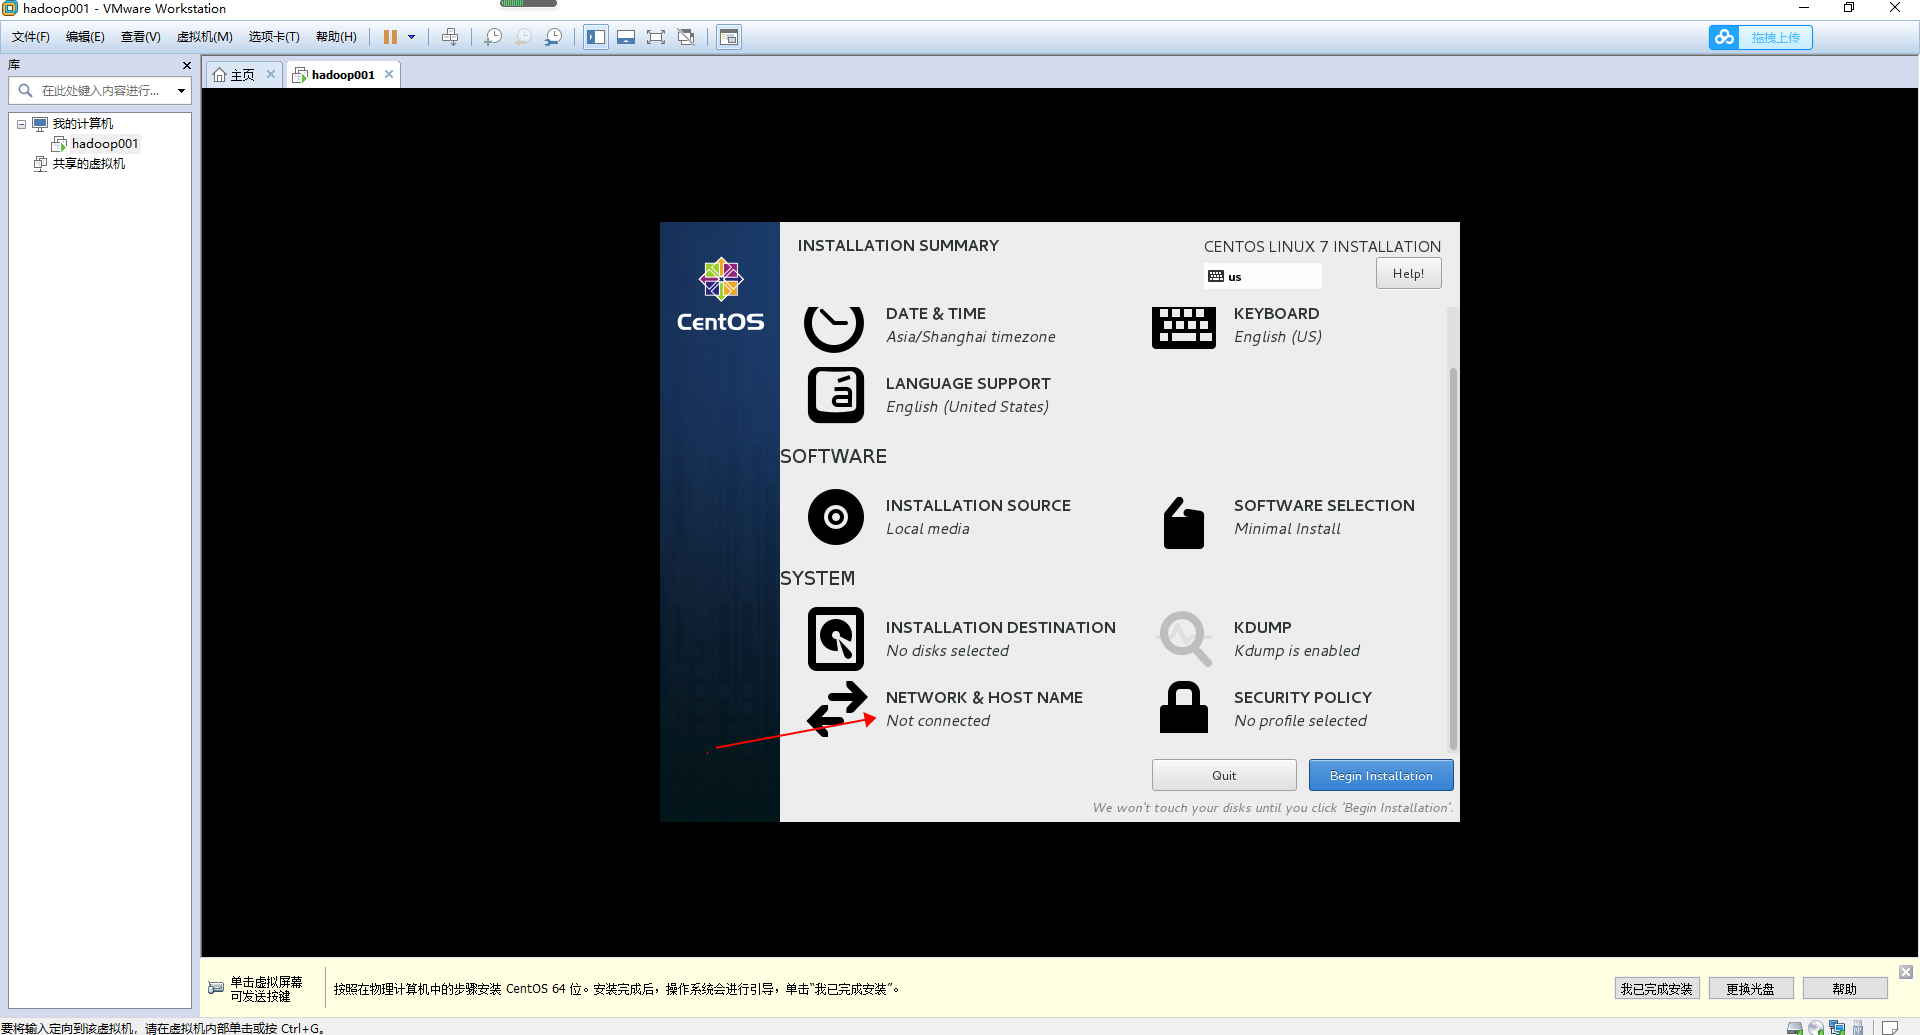 hadoop001 - VMware Workstation
文件(F) 编辑(E) 查看(V) 虚拟机(M) 选项卡(T) 帮助(H)
拖拽上传
库
在此处键入内容进行...
我的计算机
hadoop001
共享的虚拟机
主页 hadoop001
CentOS
INSTALLATION SUMMARY
CENTOS LINUX 7 INSTALLATION
us
Help!
DATE & TIME
Asia/Shanghai timezone
KEYBOARD
English (US)
LANGUAGE SUPPORT
English (United States)
SOFTWARE
INSTALLATION SOURCE
Local media
SOFTWARE SELECTION
Minimal Install
SYSTEM
INSTALLATION DESTINATION
No disks selected
KDUMP
Kdump is enabled
NETWORK & HOST NAME
Not connected
SECURITY POLICY
No profile selected
Quit
Begin Installation
We won't touch your disks until you click 'Begin Installation'.
单击虚拟屏幕
可发送按键
按照在物理计算机中的步骤安装 CentOS 64 位。安装完成后，操作系统会进行引导，单击“我已完成安装”。
我已完成安装
更换光盘
帮助
要将输入定向到该虚拟机，请在虚拟机内部单击或按 Ctrl+G。